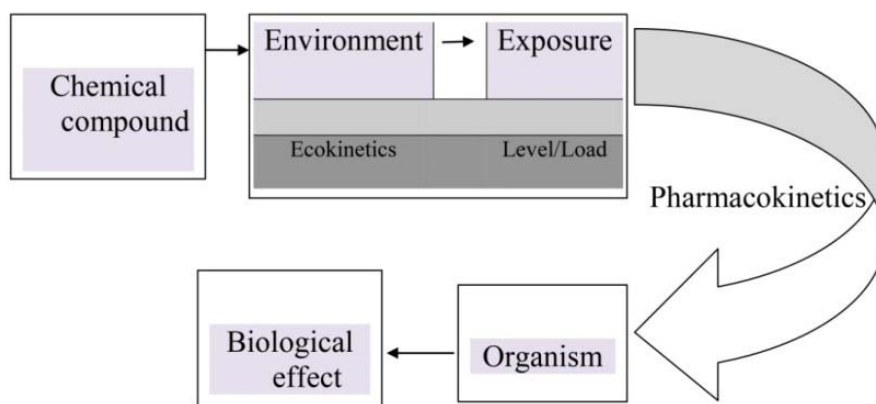 Environment
Exposure
Chemical
compound
Ecokinetics
Level/Load
Pharmacokinetics
Biological
effect
Organism